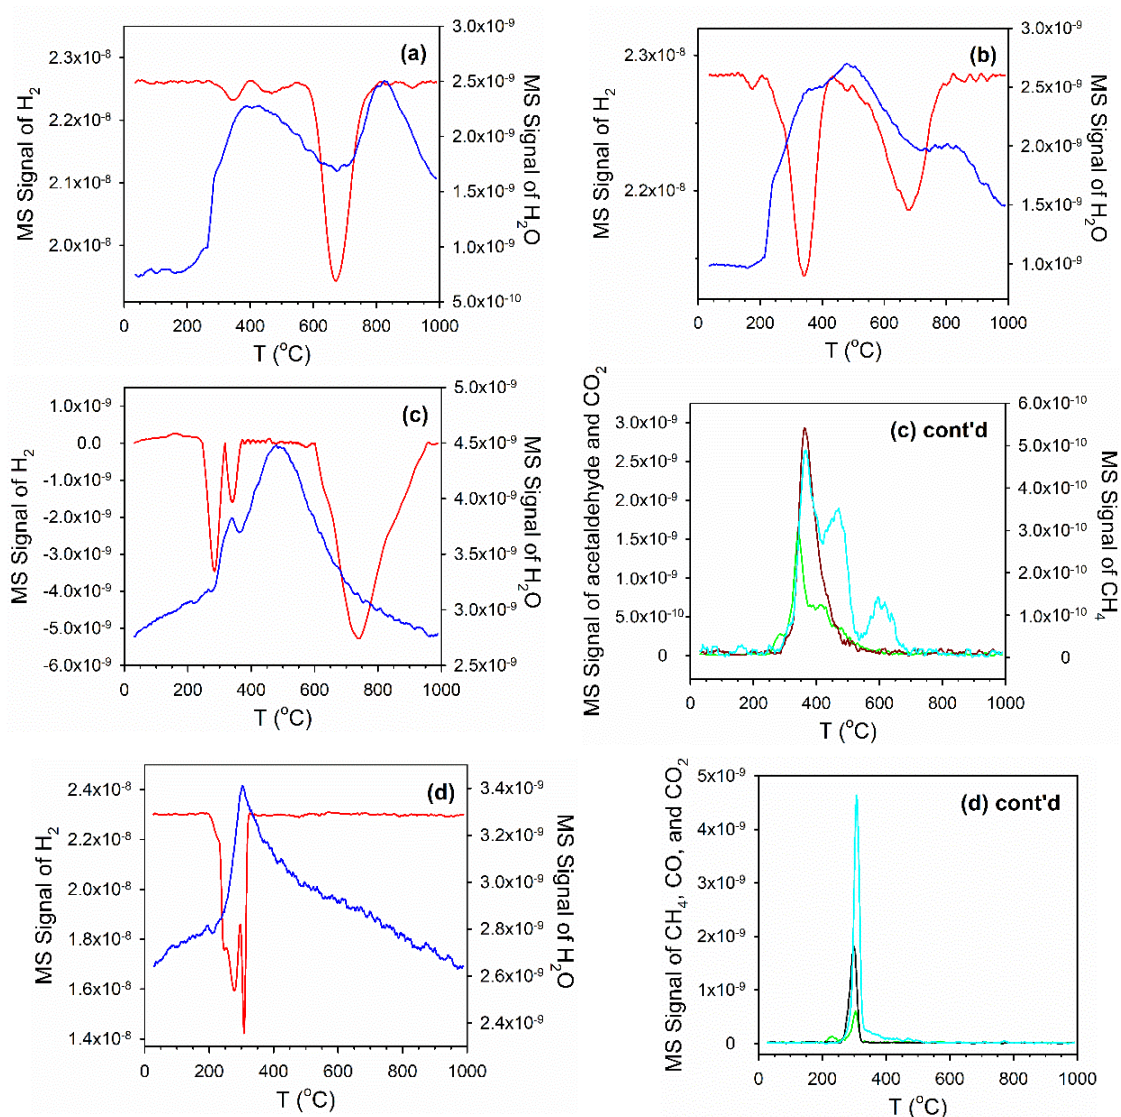 (a)
MS Signal of H2
2.3x10-8
2.2x10-8
2.1x10-8
2.0x10-8
3.0x10-9
2.5x10-9
2.0x10-9
1.5x10-9
1.0x10-9
5.0x10-10
MS Signal of H2O
0 200 400 600 800 1000
T (oC)
(b)
MS Signal of H2
2.3x10-8
2.2x10-8
3.0x10-9
2.5x10-9
2.0x10-9
1.5x10-9
1.0x10-9
MS Signal of H2O
0 200 400 600 800 1000
T (oC)
(c)
MS Signal of H2
1.0x10-9
0.0
-1.0x10-9
-2.0x10-9
-3.0x10-9
-4.0x10-9
-5.0x10-9
-6.0x10-9
5.0x10-9
4.5x10-9
4.0x10-9
3.5x10-9
3.0x10-9
2.5x10-9
MS Signal of H2O
0 200 400 600 800 1000
T (oC)
(c) cont'd
MS Signal of acetaldehyde and CO2
3.0x10-9
2.5x10-9
2.0x10-9
1.5x10-9
1.0x10-9
5.0x10-10
0
6.0x10-10
5.0x10-10
4.0x10-10
3.0x10-10
2.0x10-10
1.0x10-10
0
MS Signal of CH4
0 200 400 600 800 1000
T (oC)
(d)
MS Signal of H2
2.4x10-8
2.2x10-8
2.0x10-8
1.8x10-8
1.6x10-8
1.4x10-8
3.4x10-9
3.2x10-9
3.0x10-9
2.8x10-9
2.6x10-9
2.4x10-9
MS Signal of H2O
0 200 400 600 800 1000
T (oC)
(d) cont'd
MS Signal of CH4, CO, and CO2
5x10-9
4x10-9
3x10-9
2x10-9
1x10-9
0
0 200 400 600 800 1000
T (oC)